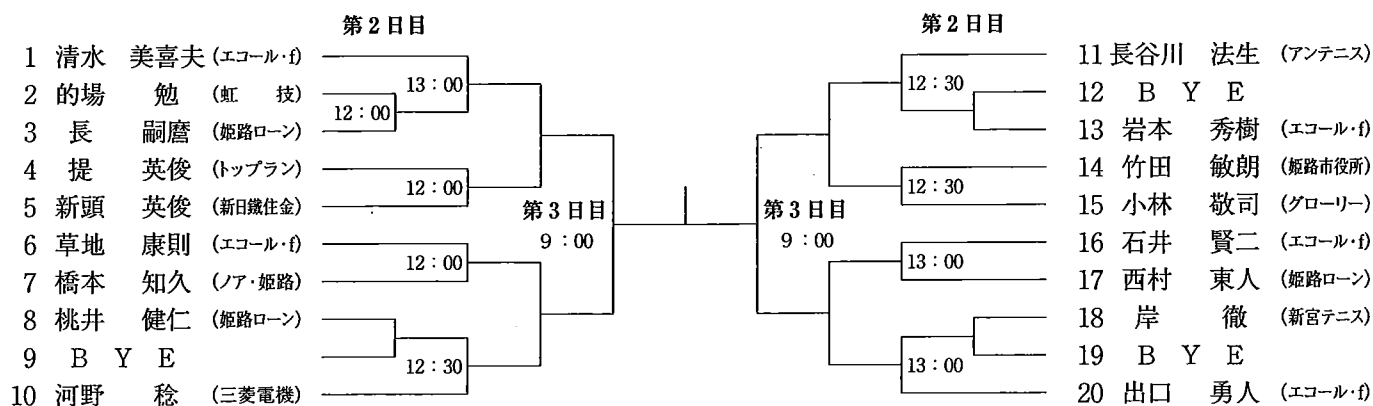 第2日目
1 清水 美喜夫 (エコール・f)
2 的場 勉 (虹 技)
3 長 嗣麿 (姫路ローン)
4 提 英俊 (トップラン)
5 新頭 英俊 (新日鐵住金)
6 草地 康則 (エコール・f)
7 橋本 知久 (ノア・姫路)
8 桃井 健仁 (姫路ローン)
9 B Y E
10 河野 稔 (三菱電機)
13:00
12:00
12:00
12:00
12:30
第3日目
9:00
第3日目
9:00
第2日目
12:30
12:30
13:00
13:00
11 長谷川 法生 (アンテニス)
12 B Y E
13 岩本 秀樹 (エコール・f)
14 竹田 敏朗 (姫路市役所)
15 小林 敬司 (グローリー)
16 石井 賢二 (エコール・f)
17 西村 東人 (姫路ローン)
18 岸 徹 (新宮テニス)
19 B Y E
20 出口 勇人 (エコール・f)